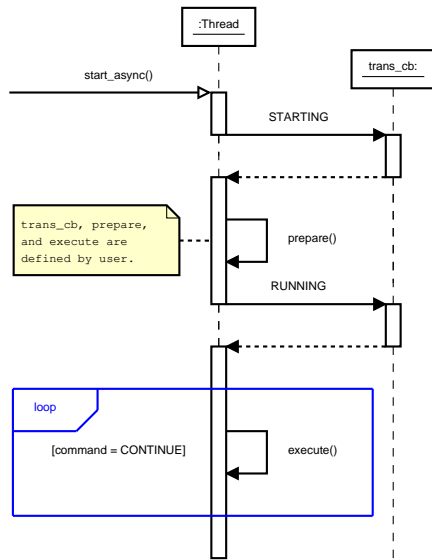 :Thread
trans_cb:
start_async()
STARTING
trans_cb, prepare,
and execute are
defined by user.
prepare()
RUNNING
loop
[command = CONTINUE]
execute()